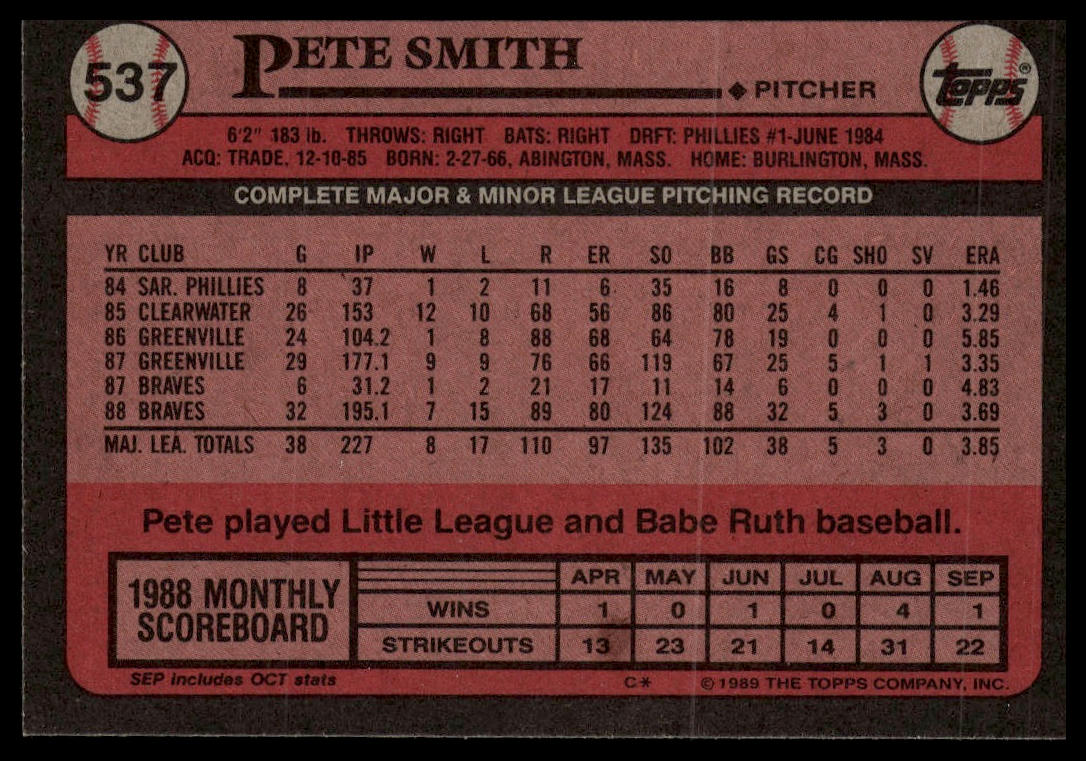 537
PETE SMITH
◆ PITCHER
topps®
6'2" 183 lb. THROWS: RIGHT BATS: RIGHT DRFT: PHILLIES #1-JUNE 1984
ACQ: TRADE, 12-10-85 BORN: 2-27-66, ABINGTON, MASS. HOME: BURLINGTON, MASS.
COMPLETE MAJOR & MINOR LEAGUE PITCHING RECORD
YR CLUB G IP W L R ER SO BB GS CG SHO SV ERA
84 SAR. PHILLIES 8 37 1 2 11 6 35 16 8 0 0 0 1.46
85 CLEARWATER 26 153 12 10 68 56 86 80 25 4 1 0 3.29
86 GREENVILLE 24 104.2 1 8 88 68 64 78 19 0 0 0 5.85
87 GREENVILLE 29 177.1 9 9 76 66 119 67 25 5 1 1 3.35
87 BRAVES 6 31.2 1 2 21 17 11 14 6 0 0 0 4.83
88 BRAVES 32 195.1 7 15 89 80 124 88 32 5 3 0 3.69
MAJ. LEA. TOTALS 38 227 8 17 110 97 135 102 38 5 3 0 3.85
Pete played Little League and Babe Ruth baseball.
1988 MONTHLY
SCOREBOARD
APR MAY JUN JUL AUG SEP
WINS 1 0 1 0 4 1
STRIKEOUTS 13 23 21 14 31 22
SEP includes OCT stats
C* ©1989 THE TOPPS COMPANY, INC.